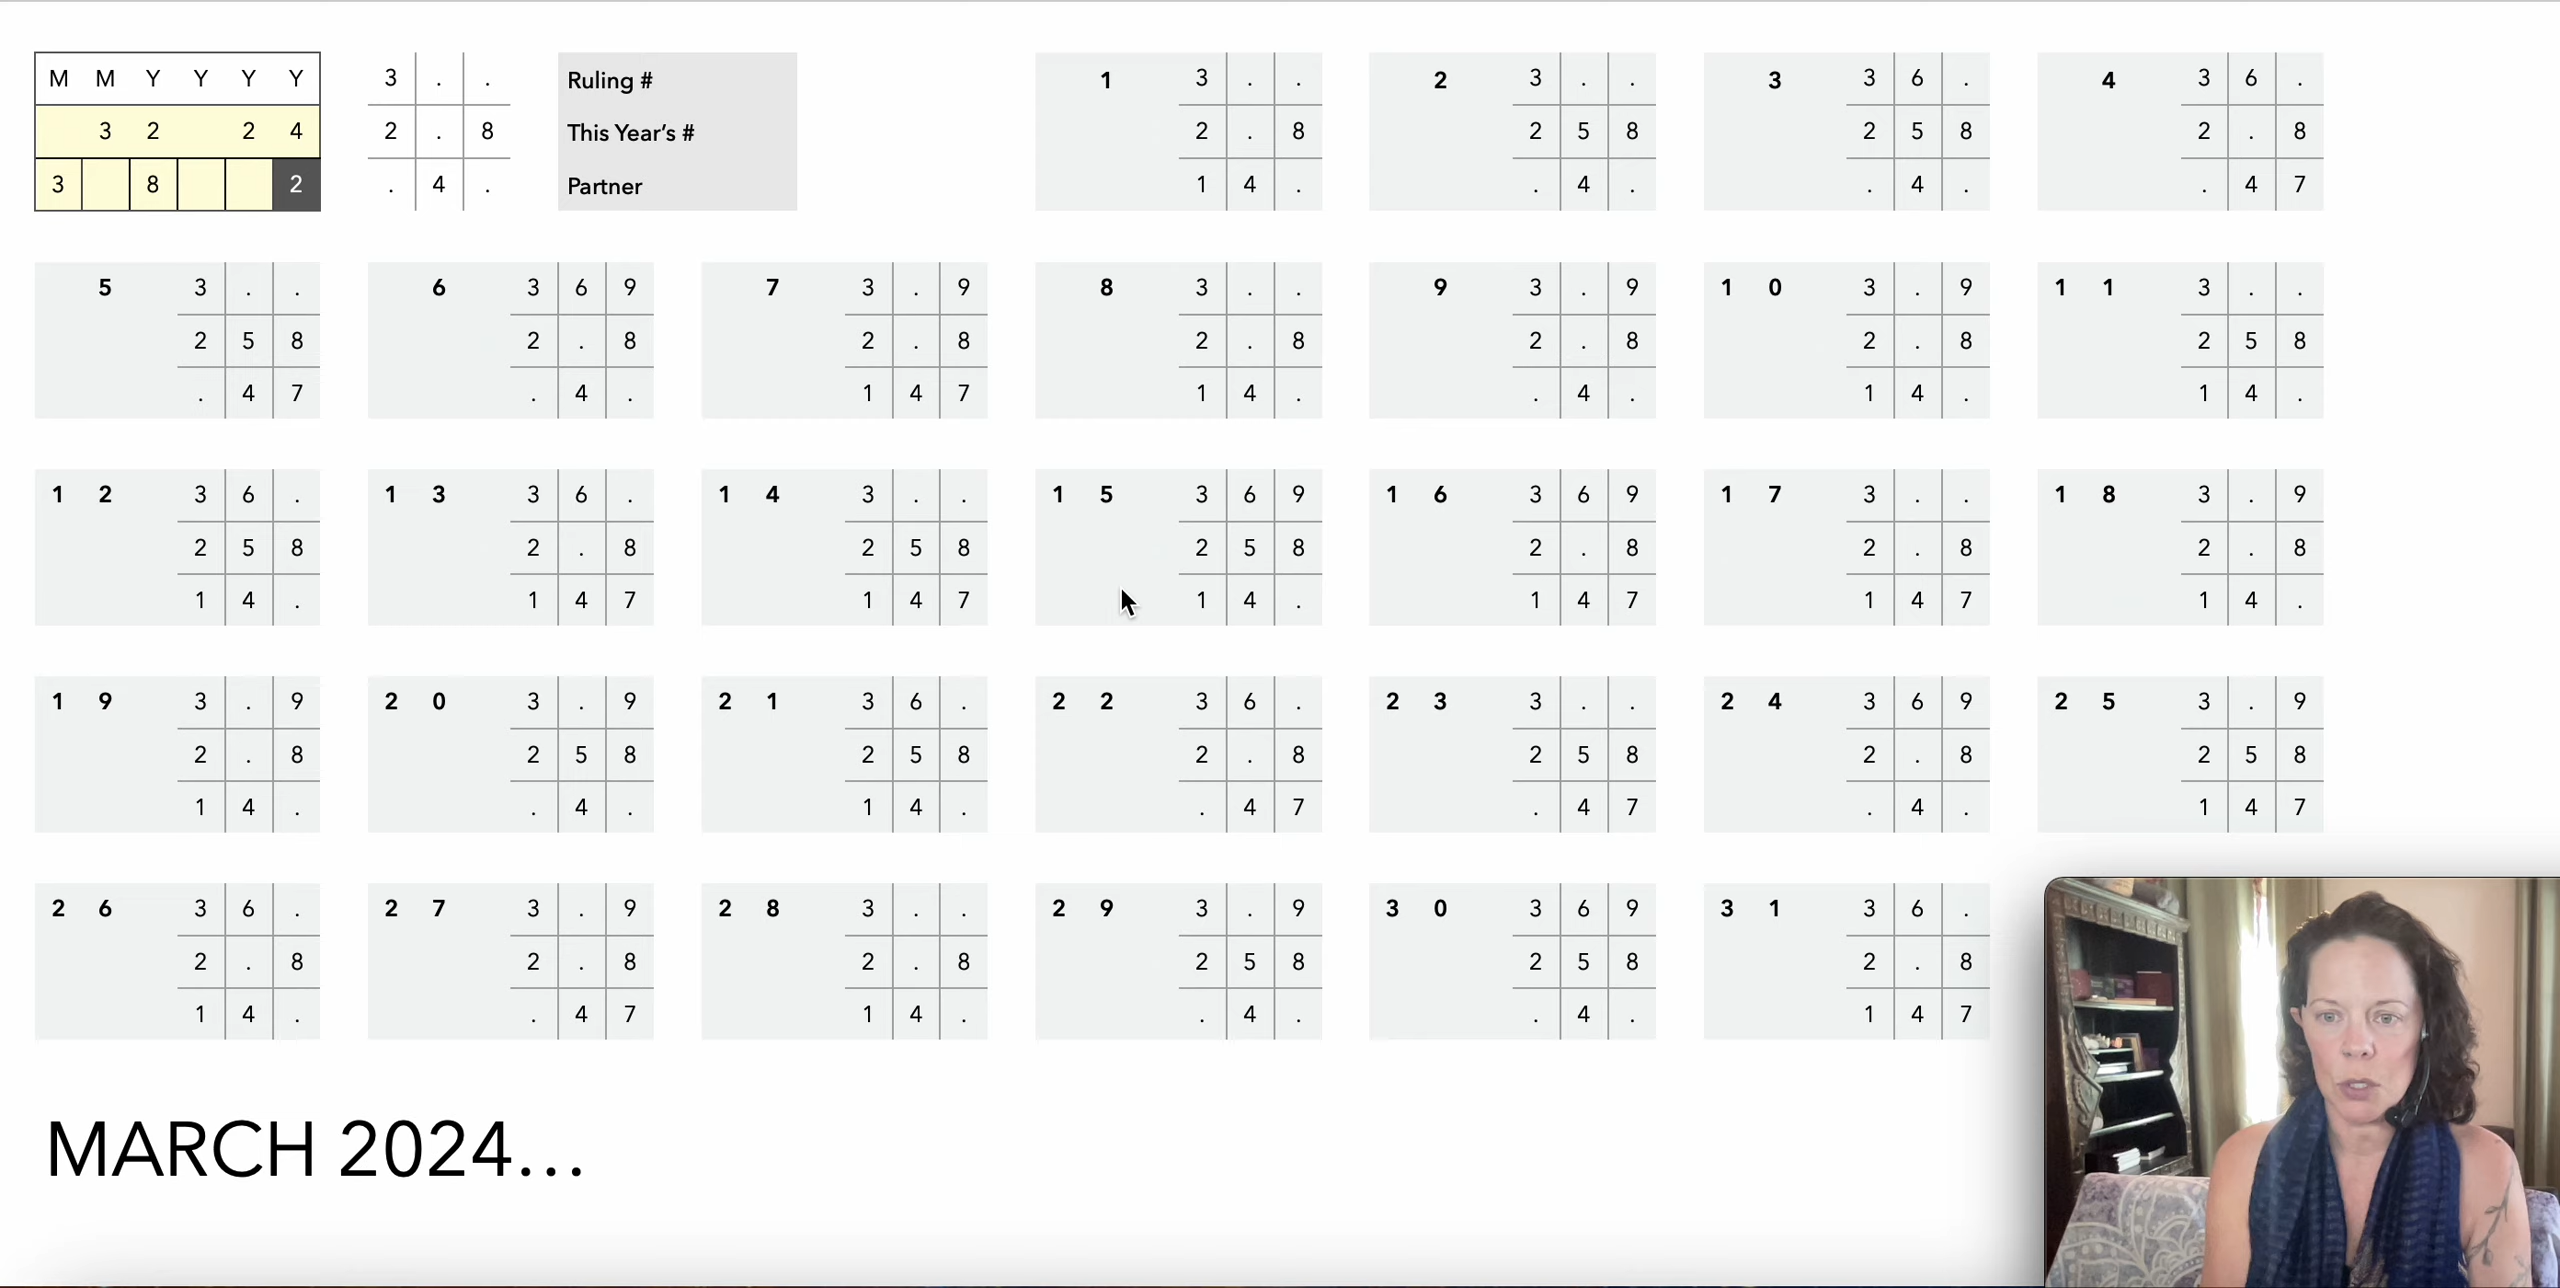 M M Y Y Y Y 3 . . Ruling # 1 3 . . 2 3 . . 3 3 6 . 4 3 6 .
3 2 2 4 2 . 8 This Year’s # 2 . 8 2 5 8 2 5 8 2 . 8
3 8 2 . 4 . Partner 1 4 . . 4 . . 4 . . 4 7
5 3 . . 6 3 6 9 7 3 . 9 8 3 . . 9 3 . 9 1 0 3 . 9 1 1 3 . .
2 5 8 2 . 8 2 . 8 2 . 8 2 . 8 2 . 8 2 5 8
. 4 7 . 4 . 1 4 7 1 4 . . 4 . 1 4 . 1 4 .
1 2 3 6 . 1 3 3 6 . 1 4 3 . . 1 5 3 6 9 1 6 3 6 9 1 7 3 . . 1 8 3 . 9
2 5 8 2 . 8 2 5 8 2 5 8 2 . 8 2 . 8 2 . 8
1 4 . 1 4 7 1 4 7 1 4 . 1 4 7 1 4 7 1 4 .
1 9 3 . 9 2 0 3 . 9 2 1 3 6 . 2 2 3 6 . 2 3 3 . . 2 4 3 6 9 2 5 3 . 9
2 . 8 2 5 8 2 5 8 2 . 8 2 5 8 2 . 8 2 5 8
1 4 . . 4 . 1 4 . . 4 7 . 4 7 . 4 . 1 4 7
2 6 3 6 . 2 7 3 . 9 2 8 3 . . 2 9 3 . 9 3 0 3 6 9 3 1 3 6 .
2 . 8 2 . 8 2 . 8 2 5 8 2 5 8 2 . 8
1 4 . . 4 7 1 4 . . 4 . . 4 . 1 4 7
MARCH 2024…